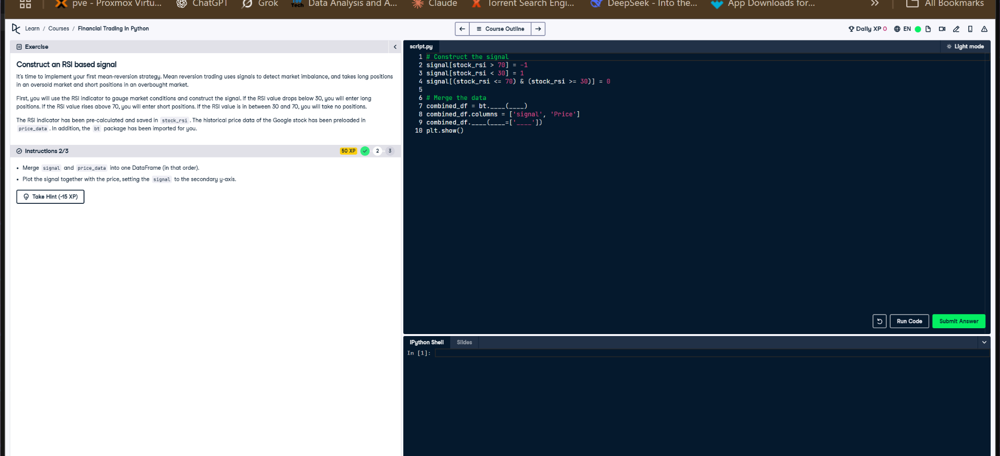 pve - Proxmox Virtu...
ChatGPT
Grok
Tech
Data Analysis and A...
Claude
Torrent Search Engi...
DeepSeek - Into the...
App Downloads for...
All Bookmarks
Learn / Courses / Financial Trading in Python
Course Outline
Daily XP 0
EN
Exercise
Construct an RSI based signal
It's time to implement your first mean-reversion strategy. Mean reversion trading uses signals to detect market imbalance, and takes long positions
in an oversold market and short positions in an overbought market.
First, you will use the RSI indicator to gauge market conditions and construct the signal. If the RSI value drops below 30, you will enter long
positions. If the RSI value rises above 70, you will enter short positions. If the RSI value is in between 30 and 70, you will take no positions.
The RSI indicator has been pre-calculated and saved in stock_rsi . The historical price data of the Google stock has been preloaded in
price_data . In addition, the bt package has been imported for you.
Instructions 2/3
50 XP
2
3
• Merge signal and price_data into one DataFrame (in that order).
• Plot the signal together with the price, setting the signal to the secondary y-axis.
Take Hint (-15 XP)
script.py
Light mode
1 # Construct the signal
2 signal[stock_rsi > 70] = -1
3 signal[stock_rsi < 30] = 1
4 signal[(stock_rsi <= 70) & (stock_rsi >= 30)] = 0
5
6 # Merge the data
7 combined_df = bt.____(____)
8 combined_df.columns = ['signal', 'Price']
9 combined_df.____(____=['____'])
10 plt.show()
Run Code
Submit Answer
IPython Shell
Slides
In [1]: